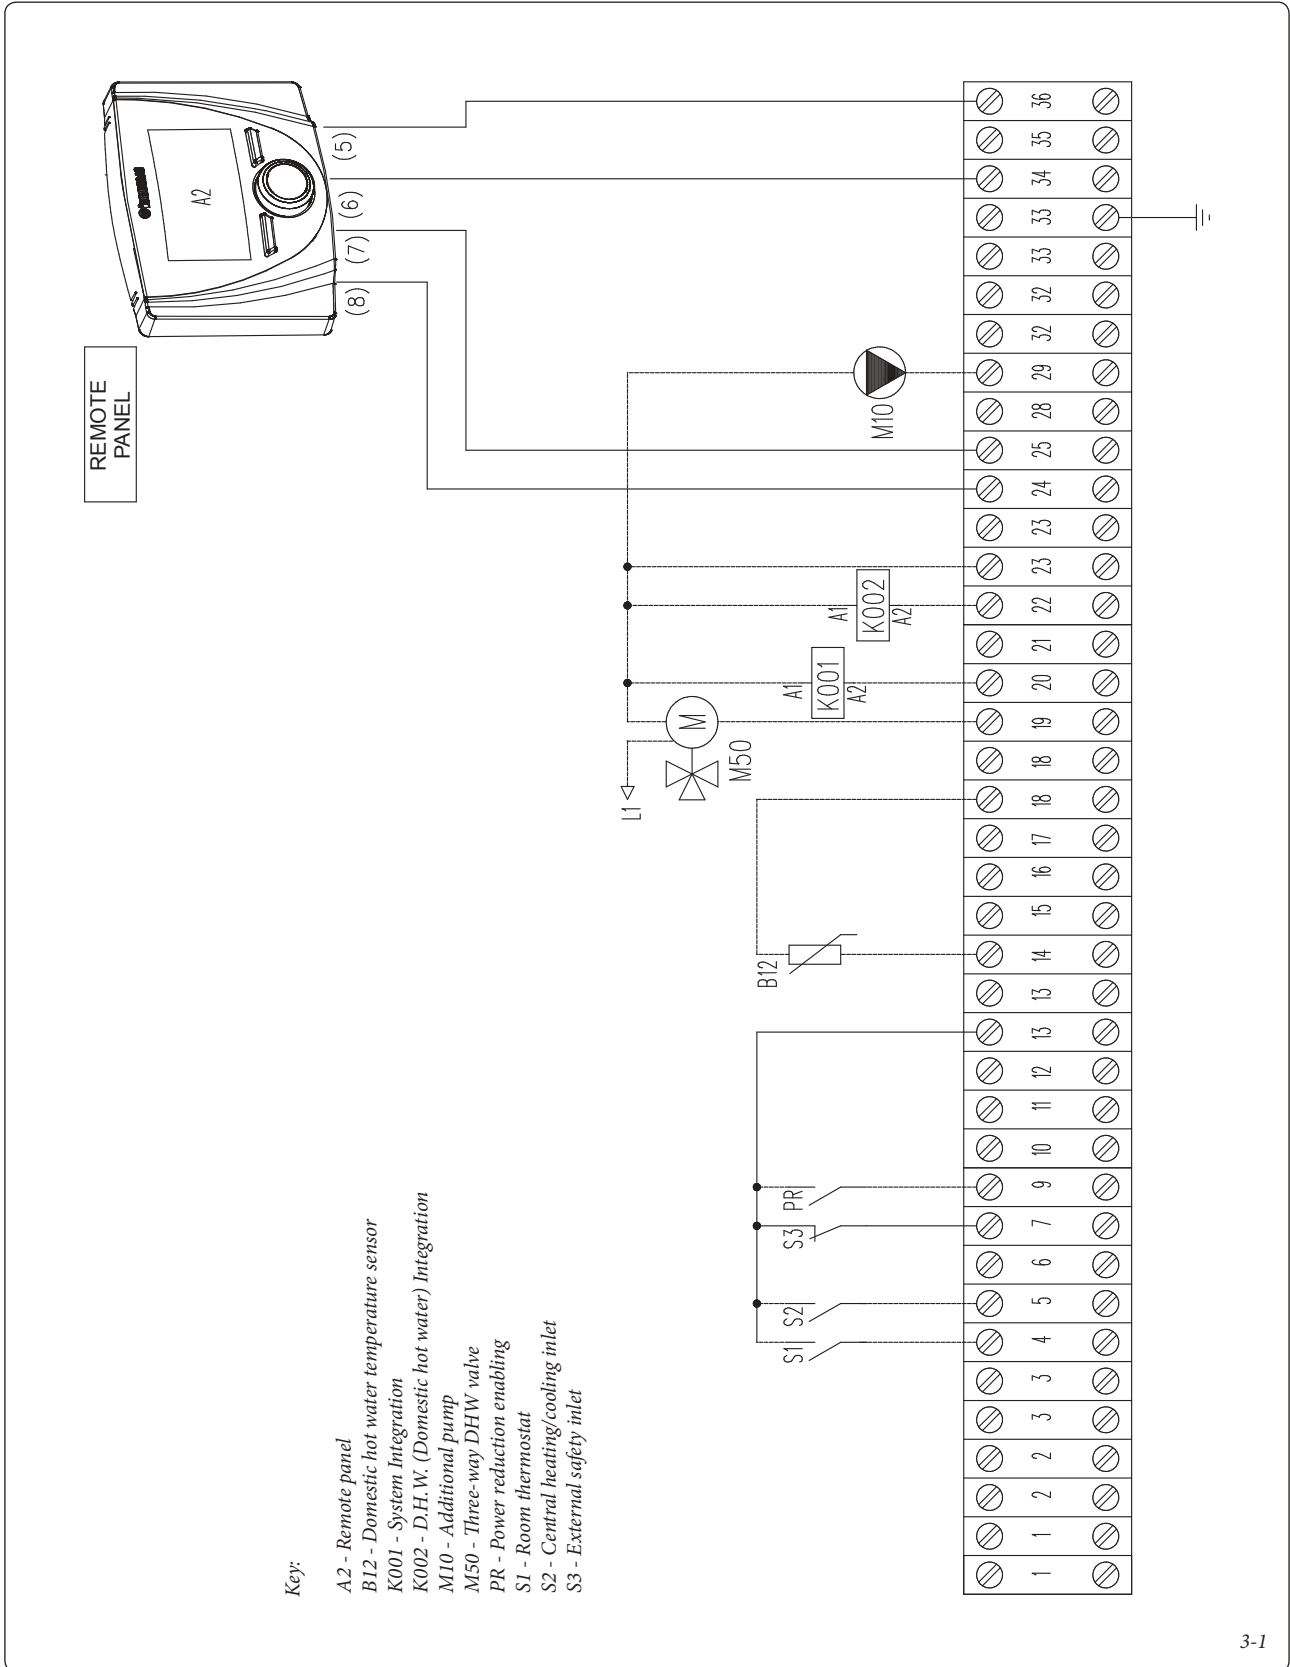 REMOTE
PANEL
A2
(8)
(7)
(6)
(5)
L1
M
M50
A1
K001
A2
A1
K002
A2
M10
B12
S1
S2
S3
PR
1
1
2
2
3
3
4
5
6
7
9
10
11
12
13
13
14
15
16
17
18
18
19
20
21
22
23
23
24
25
28
29
32
32
33
33
34
35
36
Key:
A2 - Remote panel
B12 - Domestic hot water temperature sensor
K001 - System Integration
K002 - D.H.W. (Domestic hot water) Integration
M10 - Additional pump
M50 - Three-way DHW valve
PR - Power reduction enabling
S1 - Room thermostat
S2 - Central heating/cooling inlet
S3 - External safety inlet
3-1